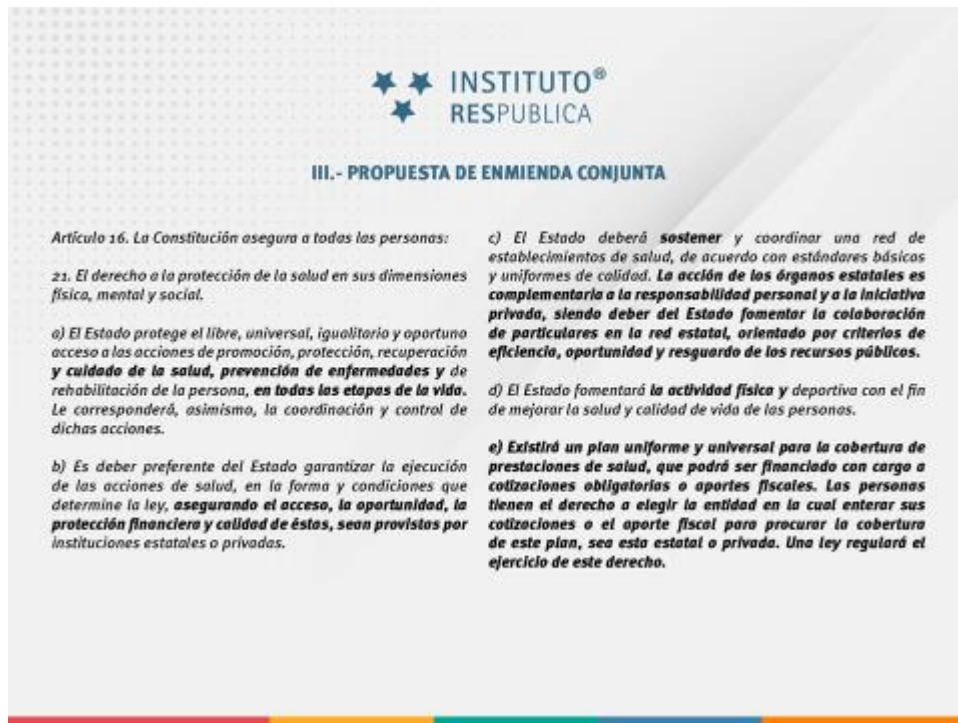 INSTITUTO®
RESPUBLICA
III.- PROPUESTA DE ENMIENDA CONJUNTA
Artículo 16. La Constitución asegura a todas las personas:
21. El derecho a la protección de la salud en sus dimensiones
física, mental y social.
a) El Estado protege el libre, universal, igualitario y oportuno
acceso a las acciones de promoción, protección, recuperación
y cuidado de la salud, prevención de enfermedades y de
rehabilitación de la persona, en todas las etapas de la vida.
Le corresponderá, asimismo, la coordinación y control de
dichas acciones.
b) Es deber preferente del Estado garantizar la ejecución
de las acciones de salud, en la forma y condiciones que
determine la ley, asegurando el acceso, la oportunidad, la
protección financiera y calidad de éstas, sean provistas por
instituciones estatales o privadas.
c) El Estado deberá sostener y coordinar una red de
establecimientos de salud, de acuerdo con estándares básicos
y uniformes de calidad. La acción de los órganos estatales es
complementaria a la responsabilidad personal y a la iniciativa
privada, siendo deber del Estado fomentar la colaboración
de particulares en la red estatal, orientado por criterios de
eficiencia, oportunidad y resguardo de los recursos públicos.
d) El Estado fomentará la actividad física y deportiva con el fin
de mejorar la salud y calidad de vida de las personas.
e) Existirá un plan uniforme y universal para la cobertura de
prestaciones de salud, que podrá ser financiado con cargo a
cotizaciones obligatorias o aportes fiscales. Las personas
tienen el derecho a elegir la entidad en la cual enterar sus
cotizaciones o el aporte fiscal para procurar la cobertura
de este plan, sea esta estatal o privada. Una ley regulará el
ejercicio de este derecho.